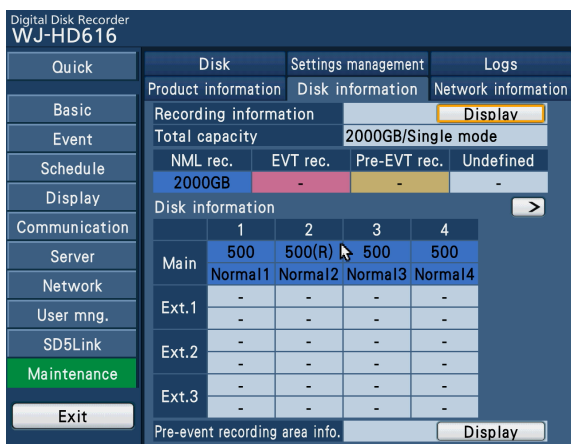 Digital Disk Recorder
WJ-HD616
Quick
Basic
Event
Schedule
Display
Communication
Server
Network
User mng.
SD5Link
Maintenance
Exit
Disk Settings management Logs
Product information Disk information Network information
Recording information Display
Total capacity 2000GB/Single mode
NML rec. EVT rec. Pre-EVT rec. Undefined
2000GB - - -
Disk information >
1 2 3 4
Main 500 500(R) 500 500
Normal1 Normal2 Normal3 Normal4
Ext.1 - - - -
- - - -
Ext.2 - - - -
- - - -
Ext.3 - - - -
- - - -
Pre-event recording area info. Display